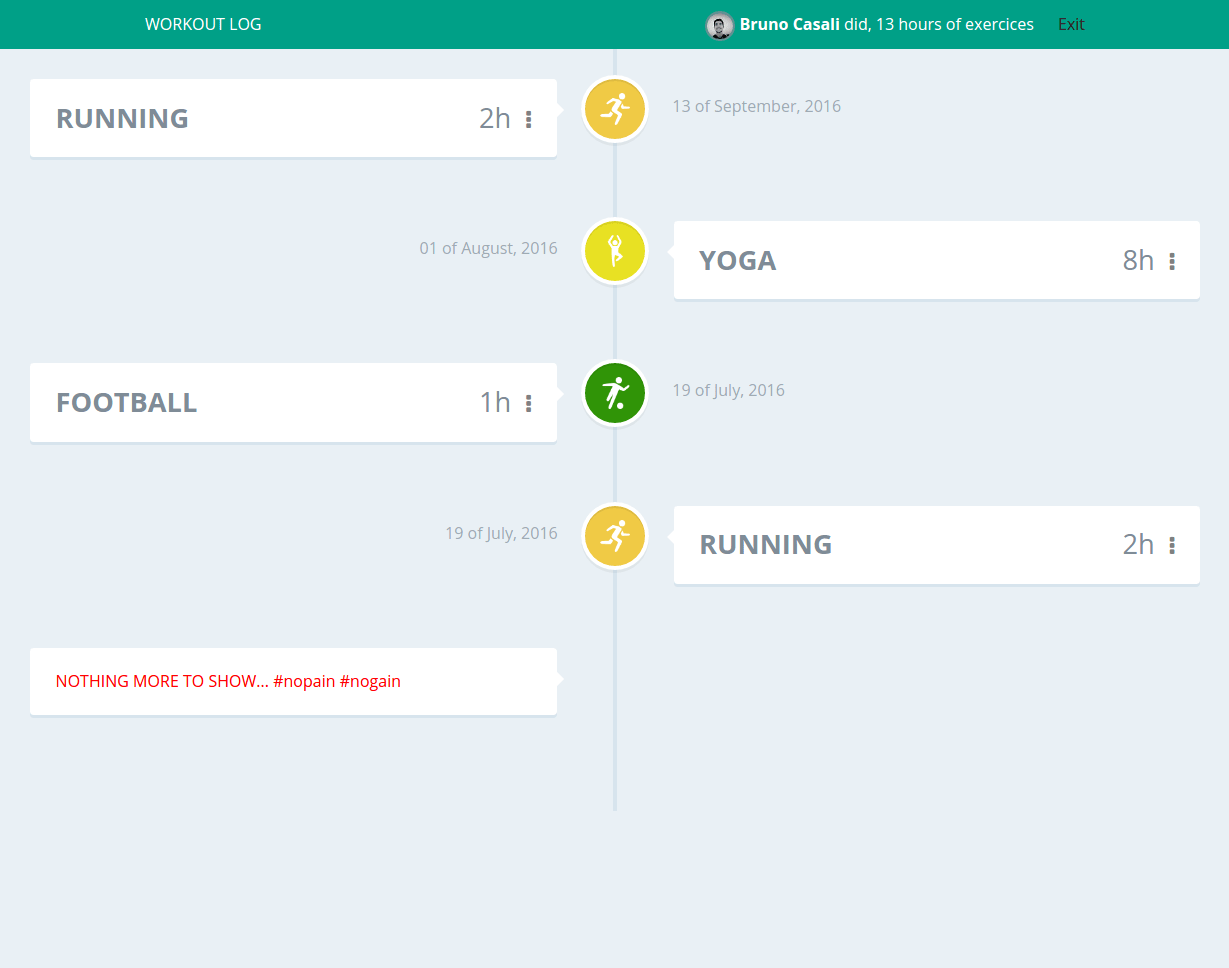 WORKOUT LOG
Bruno Casali did, 13 hours of exercices
Exit
RUNNING
2h
13 of September, 2016
01 of August, 2016
YOGA
8h
FOOTBALL
1h
19 of July, 2016
19 of July, 2016
RUNNING
2h
NOTHING MORE TO SHOW... #nopain #nogain